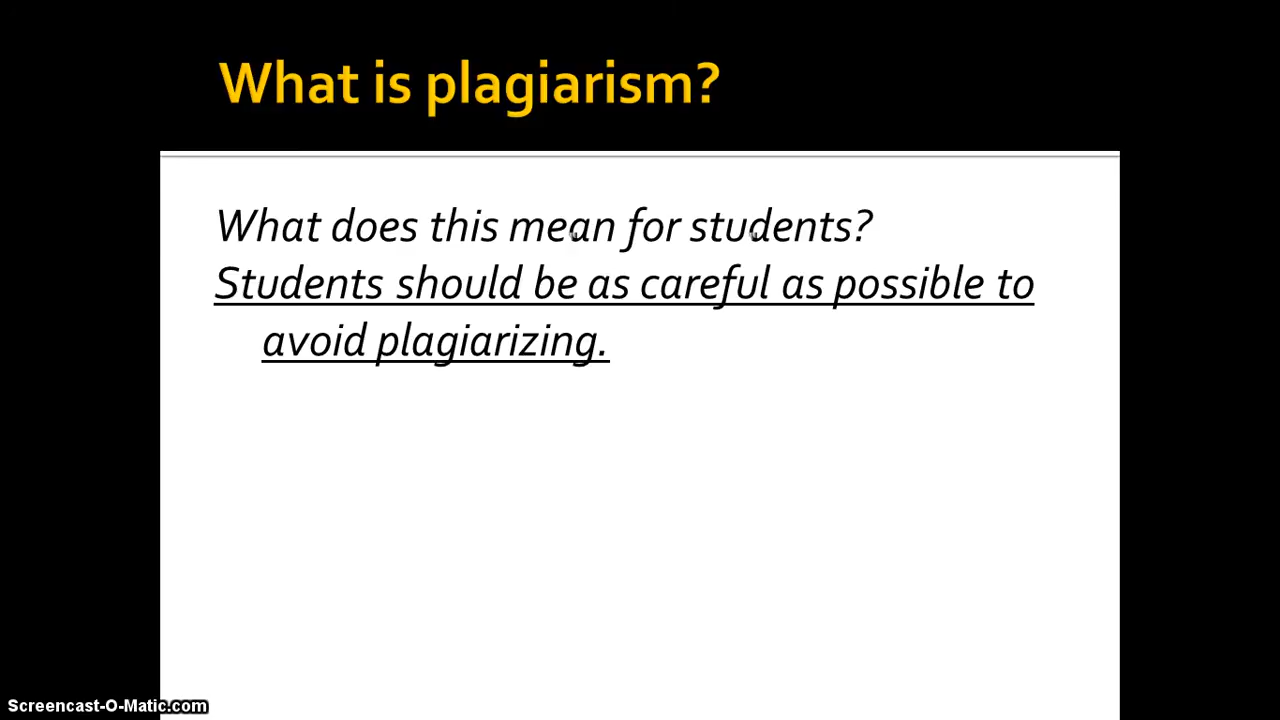 What is plagiarism?
What does this mean for students?
Students should be as careful as possible to
avoid plagiarizing.
Screencast-O-Matic.com